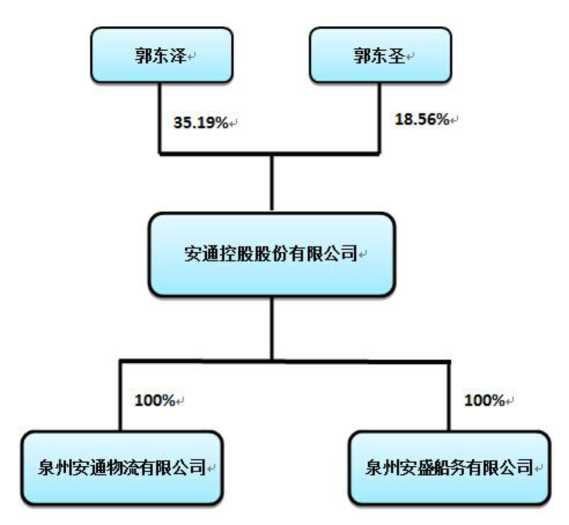 郭东泽
郭东圣
35.19%
18.56%
安通控股股份有限公司
100%
100%
泉州安通物流有限公司
泉州安盛船务有限公司